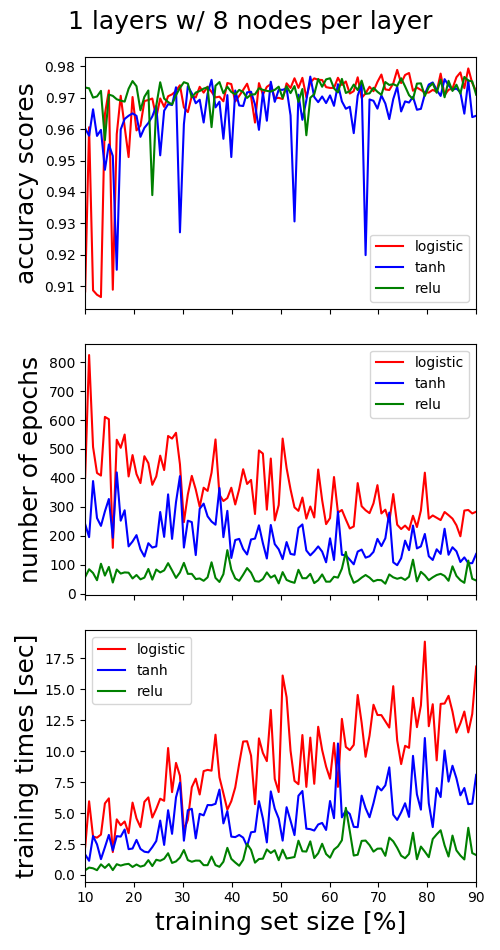 1 layers w/ 8 nodes per layer
accuracy scores
0.98
0.97
0.96
0.95
0.94
0.93
0.92
0.91
logistic
tanh
relu
number of epochs
800
700
600
500
400
300
200
100
0
logistic
tanh
relu
training times [sec]
17.5
15.0
12.5
10.0
7.5
5.0
2.5
0.0
logistic
tanh
relu
10 20 30 40 50 60 70 80 90
training set size [%]